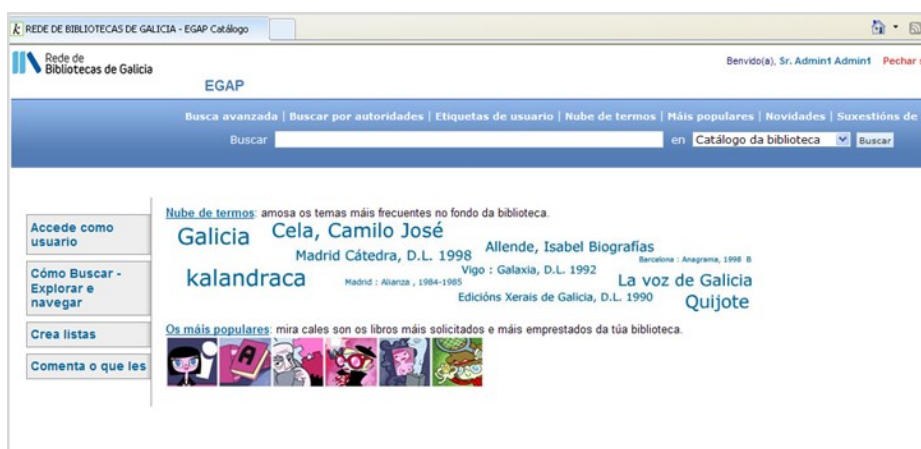 REDE DE BIBLIOTECAS DE GALICIA - EGAP Catálogo
Rede de
Bibliotecas de Galicia
Benvido(a), Sr. Admin1 Admin1 Pechar
EGAP
Busca avanzada | Buscar por autoridades | Etiquetas de usuario | Nube de termos | Máis populares | Novidades | Suxestións de
Buscar en Catálogo da biblioteca Buscar
Accede como
usuario
Cómo Buscar -
Explorar e
navegar
Crea listas
Comenta o que les
Nube de termos: amosa os temas máis frecuentes no fondo da biblioteca.
Galicia Cela, Camilo José
Madrid Cátedra, D.L. 1998 Allende, Isabel Biografías
Barcelona : Anagrama, 1998 B
kalandraca Madrid : Alianza , 1984-1985 Vigo : Galaxia, D.L. 1992 La voz de Galicia
Edicións Xerais de Galicia, D.L. 1990 Quijote
Os máis populares: mira cales son os libros máis solicitados e máis emprestados da túa biblioteca.